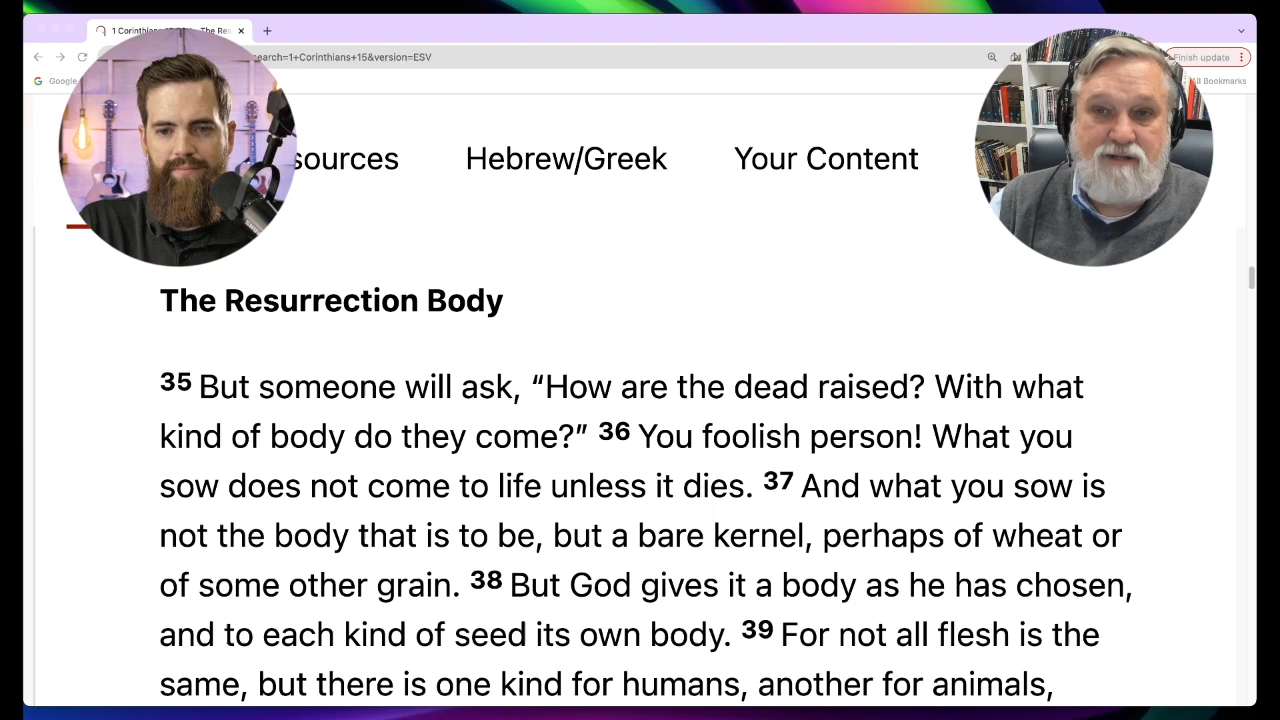 1 Corinthians
The Res
earch=1+Corinthians+15&version=ESV
Finish update
Google
All Bookmarks
sources
Hebrew/Greek
Your Content
The Resurrection Body
35 But someone will ask, “How are the dead raised? With what
kind of body do they come?” 36 You foolish person! What you
sow does not come to life unless it dies. 37 And what you sow is
not the body that is to be, but a bare kernel, perhaps of wheat or
of some other grain. 38 But God gives it a body as he has chosen,
and to each kind of seed its own body. 39 For not all flesh is the
same, but there is one kind for humans, another for animals,